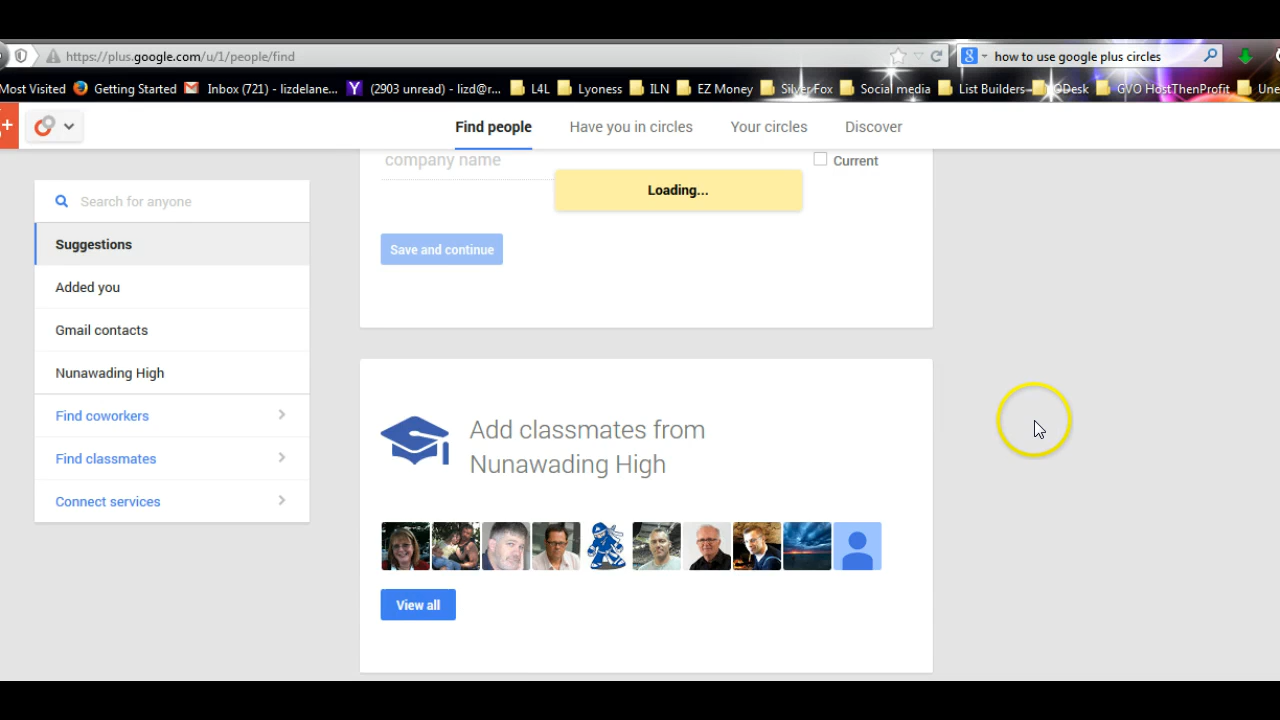 https://plus.google.com/u/1/people/find
how to use google plus circles
Most Visited
Getting Started
Inbox (721) - lizdelane...
(2903 unread) - lizd@r...
L4L
Lyoness
ILN
EZ Money
Silver Fox
Social media
List Builders
ODesk
GVO HostThenProfit
Une
Find people
Have you in circles
Your circles
Discover
company name
Current
Loading...
Search for anyone
Save and continue
Suggestions
Added you
Gmail contacts
Nunawading High
Find coworkers
Find classmates
Connect services
Add classmates from
Nunawading High
View all